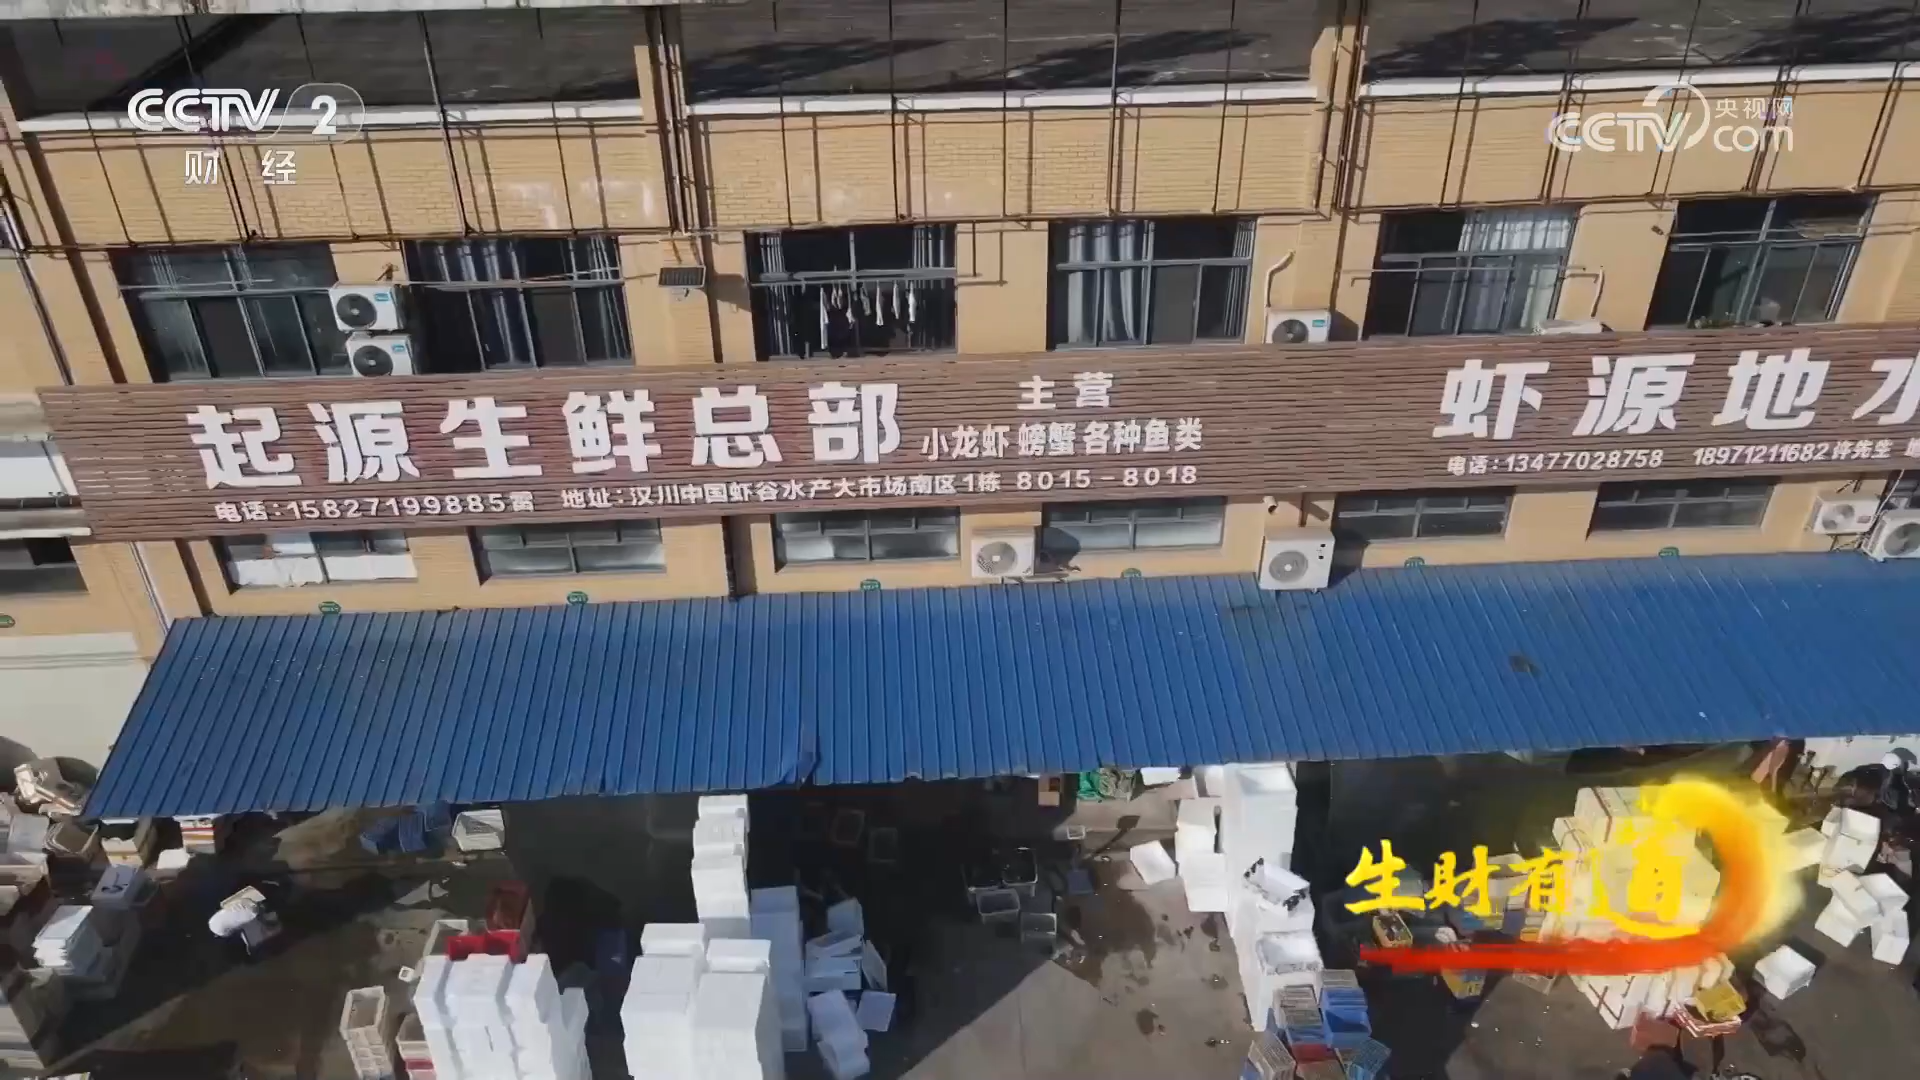 CCTV 2
财经
央视网
CCTV.com
起源生鲜总部
主营
小龙虾 螃蟹 各种鱼类
电话:15827199885雷 地址:汉川中国虾谷水产大市场南区1栋 8015-8018
虾源地水
电话:13477028758 18971211682许先生
生财有道